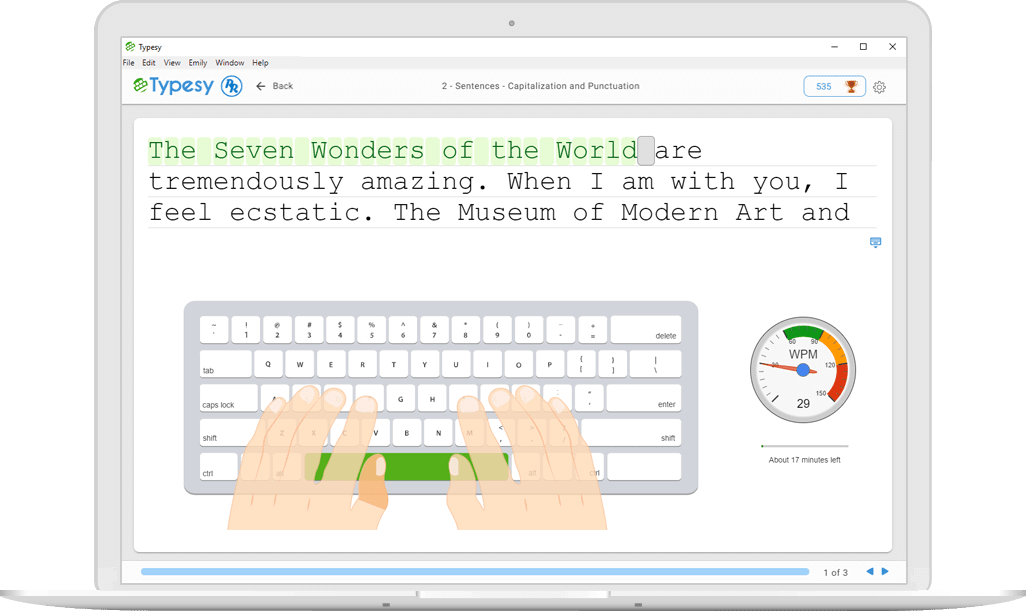 Typesy
File Edit View Emily Window Help
Typesy R Back
2 - Sentences - Capitalization and Punctuation
535
The Seven Wonders of the World are
tremendously amazing. When I am with you, I
feel ecstatic. The Museum of Modern Art and
~ ! @ # $ % ^ & * ( ) _ +
` 1 2 3 4 5 6 7 8 9 0 - = delete
tab Q W E R T Y U I O P { [ } ] | \
caps lock A G H : " ' enter
shift Z X C V B N M < , > / shift
ctrl alt alt ctrl
60 90
WPM
30 120
150
29
About 17 minutes left
1 of 3